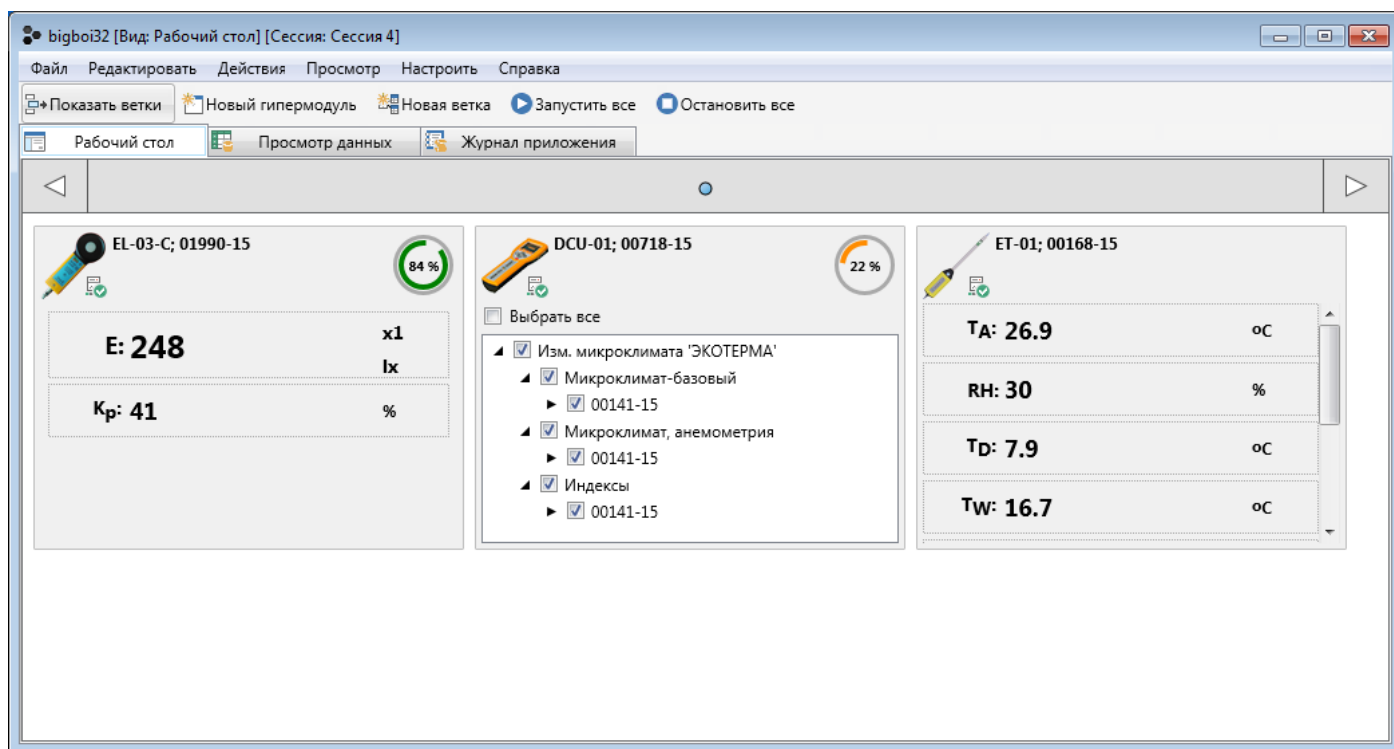 bigboi32 [Вид: Рабочий стол] [Сессия: Сессия 4]
Файл Редактировать Действия Просмотр Настроить Справка
Показать ветки Новый гипермодуль Новая ветка Запустить все Остановить все
Рабочий стол Просмотр данных Журнал приложения
EL-03-C; 01990-15
84 %
E: 248 x1 lx
Kp: 41 %
DCU-01; 00718-15
22 %
Выбрать все
Изм. микроклимата 'ЭКОТЕРМА'
Микроклимат-базовый
00141-15
Микроклимат, анемометрия
00141-15
Индексы
00141-15
ET-01; 00168-15
TA: 26.9 oC
RH: 30 %
TD: 7.9 oC
TW: 16.7 oC